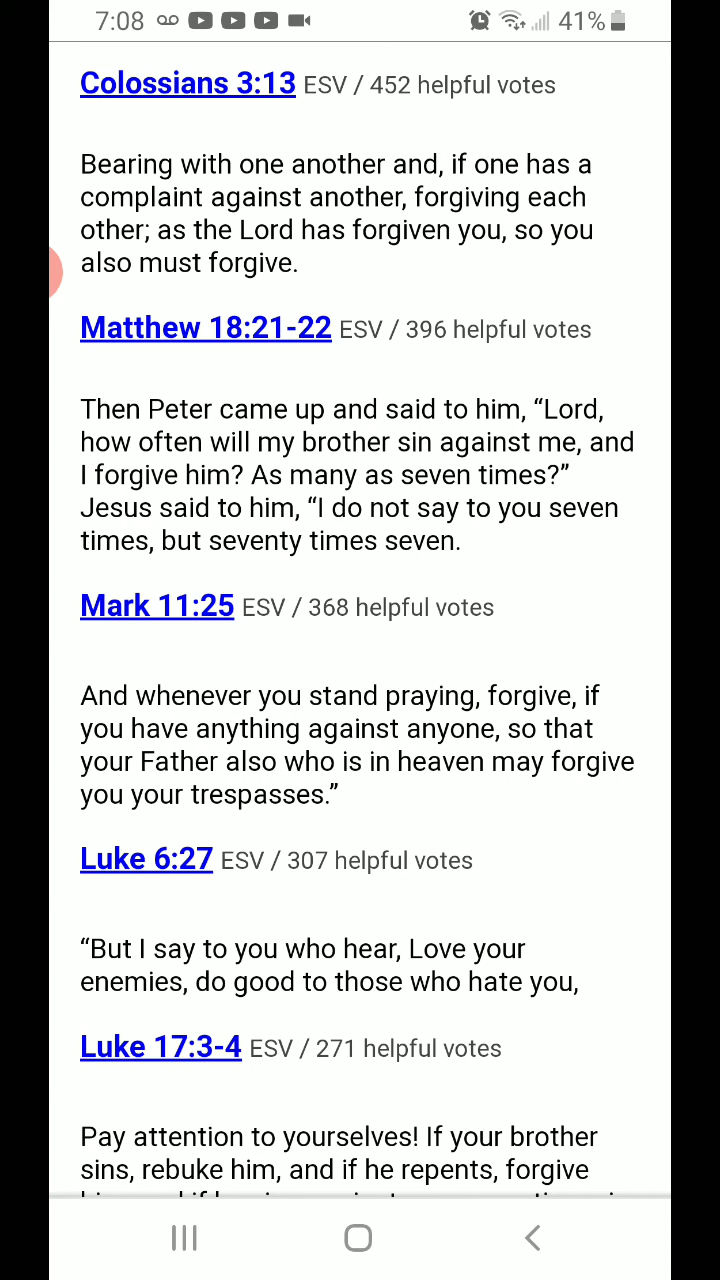 7:08 41%
Colossians 3:13 ESV / 452 helpful votes
Bearing with one another and, if one has a
complaint against another, forgiving each
other; as the Lord has forgiven you, so you
also must forgive.
Matthew 18:21-22 ESV / 396 helpful votes
Then Peter came up and said to him, “Lord,
how often will my brother sin against me, and
I forgive him? As many as seven times?”
Jesus said to him, “I do not say to you seven
times, but seventy times seven.
Mark 11:25 ESV / 368 helpful votes
And whenever you stand praying, forgive, if
you have anything against anyone, so that
your Father also who is in heaven may forgive
you your trespasses.”
Luke 6:27 ESV / 307 helpful votes
“But I say to you who hear, Love your
enemies, do good to those who hate you,
Luke 17:3-4 ESV / 271 helpful votes
Pay attention to yourselves! If your brother
sins, rebuke him, and if he repents, forgive